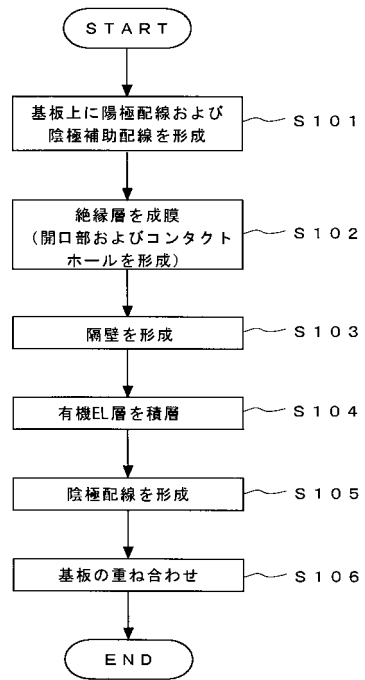 ＳＴＡＲＴ
基板上に陽極配線および
陰極補助配線を形成
Ｓ１０１
絶縁層を成膜
（開口部およびコンタクト
ホールを形成）
Ｓ１０２
隔壁を形成
Ｓ１０３
有機EL層を積層
Ｓ１０４
陰極配線を形成
Ｓ１０５
基板の重ね合わせ
Ｓ１０６
ＥＮＤ